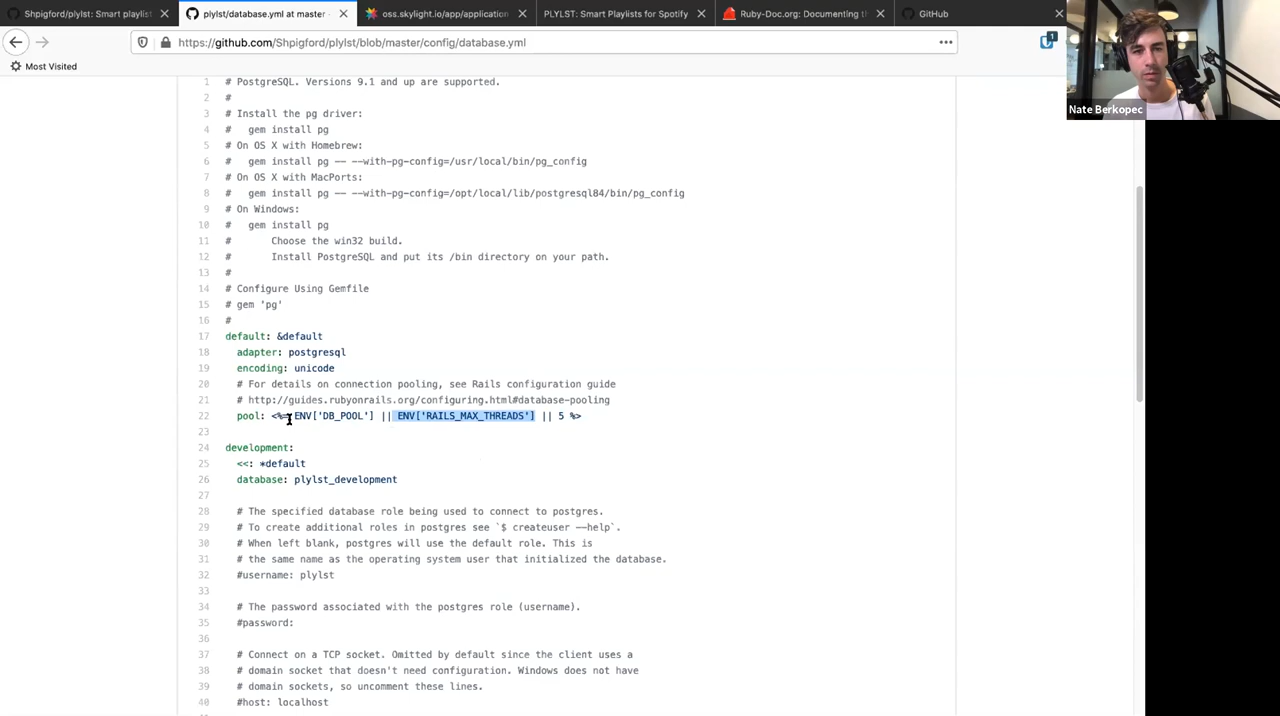 Shpigford/plylst: Smart playlist
plylst/database.yml at master
oss.skylight.io/app/application
PLYLST: Smart Playlists for Spotify
Ruby-Doc.org: Documenting th
GitHub
https://github.com/Shpigford/plylst/blob/master/config/database.yml
1
Most Visited
Nate Berkopec
1 # PostgreSQL. Versions 9.1 and up are supported.
2 #
3 # Install the pg driver:
4 #   gem install pg
5 # On OS X with Homebrew:
6 #   gem install pg -- --with-pg-config=/usr/local/bin/pg_config
7 # On OS X with MacPorts:
8 #   gem install pg -- --with-pg-config=/opt/local/lib/postgresql84/bin/pg_config
9 # On Windows:
10 #   gem install pg
11 #       Choose the win32 build.
12 #       Install PostgreSQL and put its /bin directory on your path.
13 #
14 # Configure Using Gemfile
15 # gem 'pg'
16 #
17 default: &default
18   adapter: postgresql
19   encoding: unicode
20   # For details on connection pooling, see Rails configuration guide
21   # http://guides.rubyonrails.org/configuring.html#database-pooling
22   pool: <%= ENV['DB_POOL'] || ENV['RAILS_MAX_THREADS'] || 5 %>
23
24 development:
25   <<: *default
26   database: plylst_development
27
28   # The specified database role being used to connect to postgres.
29   # To create additional roles in postgres see `$ createuser --help`.
30   # When left blank, postgres will use the default role. This is
31   # the same name as the operating system user that initialized the database.
32   #username: plylst
33
34   # The password associated with the postgres role (username).
35   #password:
36
37   # Connect on a TCP socket. Omitted by default since the client uses a
38   # domain socket that doesn't need configuration. Windows does not have
39   # domain sockets, so uncomment these lines.
40   #host: localhost